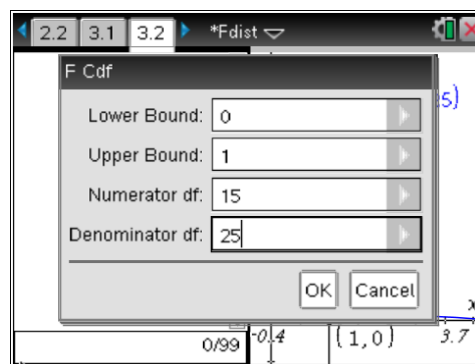 2.2 3.1 3.2 *Fdist
F Cdf
5)
Lower Bound: 0
Upper Bound: 1
Numerator df: 15
Denominator df: 25
OK Cancel
x
0/99 -0.4 (1,0) 3.7